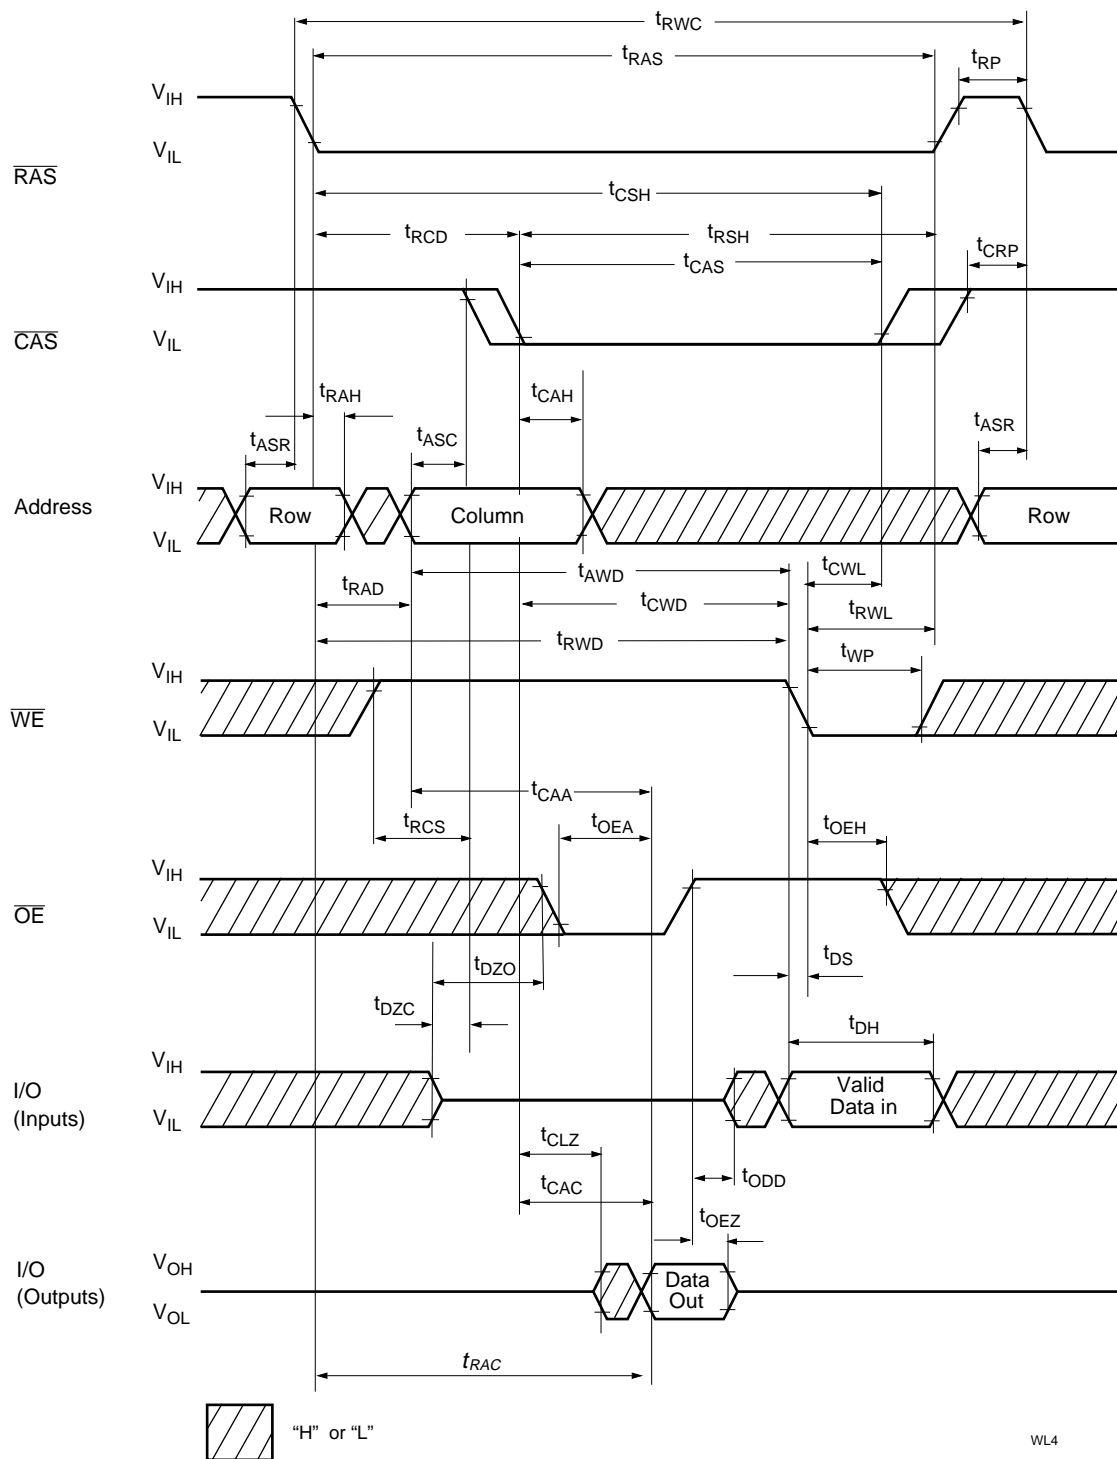 tRWC
tRAS
tRP
VIH
VIL
RAS
tCSH
tRCD
tRSH
tCAS
tCRP
VIH
CAS
VIL
tRAH
tCAH
tASR
tASC
tASR
VIH
Address
Row
Column
Row
VIL
tAWD
tCWL
tRAD
tCWD
tRWL
tRWD
tWP
VIH
WE
VIL
tCAA
tRCS
tOEA
tOEH
VIH
OE
VIL
tDZO
tDS
tDZC
tDH
VIH
I/O
(Inputs)
Valid
Data in
VIL
tCLZ
tCAC
tODD
tOEZ
VOH
I/O
(Outputs)
Data
Out
VOL
tRAC
“H” or “L”
WL4